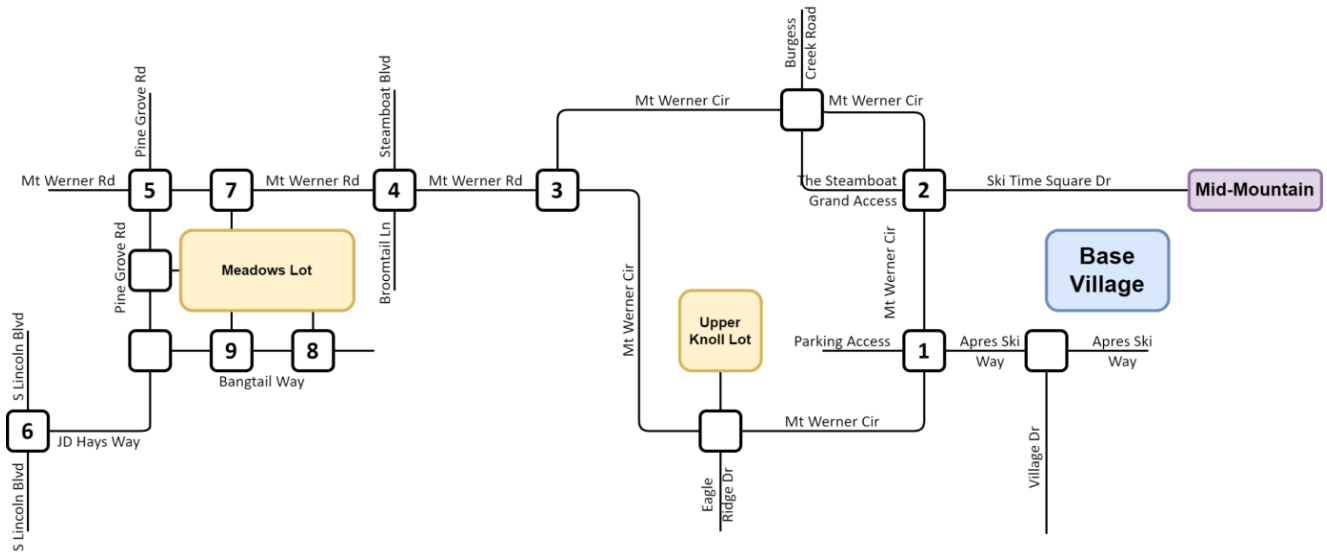 Burgess
Creek Road
Mt Werner Cir
Mt Werner Cir
Pine Grove Rd
Steamboat Blvd
Mt Werner Rd
5
7
Mt Werner Rd
4
Mt Werner Rd
3
The Steamboat
Grand Access
2
Ski Time Square Dr
Mid-Mountain
Pine Grove Rd
Meadows Lot
Broomtail Ln
Mt Werner Cir
Mt Werner Cir
Base
Village
Upper
Knoll Lot
S Lincoln Blvd
9
8
Bangtail Way
Parking Access
1
Apres Ski
Way
Apres Ski
Way
6
JD Hays Way
Mt Werner Cir
S Lincoln Blvd
Eagle
Ridge Dr
Village Dr